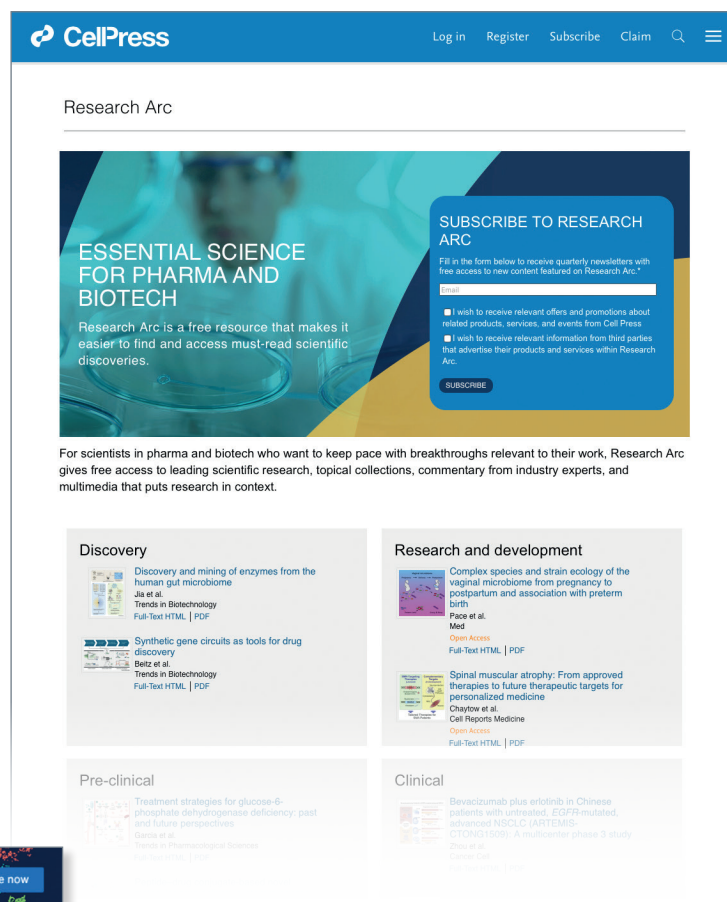 CellPress
Log in Register Subscribe Claim
Research Arc
ESSENTIAL SCIENCE
FOR PHARMA AND
BIOTECH
Research Arc is a free resource that makes it
easier to find and access must-read scientific
discoveries.
SUBSCRIBE TO RESEARCH
ARC
Fill in the form below to receive quarterly newsletters with
free access to new content featured on Research Arc.*
Email
I wish to receive relevant offers and promotions about
related products, services, and events from Cell Press
I wish to receive relevant information from third parties
that advertise their products and services within Research
Arc.
SUBSCRIBE
For scientists in pharma and biotech who want to keep pace with breakthroughs relevant to their work, Research Arc
gives free access to leading scientific research, topical collections, commentary from industry experts, and
multimedia that puts research in context.
Discovery
Discovery and mining of enzymes from the
human gut microbiome
Jia et al.
Trends in Biotechnology
Full-Text HTML | PDF
Synthetic gene circuits as tools for drug
discovery
Beitz et al.
Trends in Biotechnology
Full-Text HTML | PDF
Research and development
Complex species and strain ecology of the
vaginal microbiome from pregnancy to
postpartum and association with preterm
birth
Pace et al.
Med
Open Access
Full-Text HTML | PDF
Spinal muscular atrophy: From approved
therapies to future therapeutic targets for
personalized medicine
Chaytow et al.
Cell Reports Medicine
Open Access
Full-Text HTML | PDF
Pre-clinical
Treatment strategies for glucose-6-
phosphate dehydrogenase deficiency: past
and future perspectives
Garcia et al.
Trends in Pharmacological Sciences
Full-Text HTML | PDF
Clinical
Bevacizumab plus erlotinib in Chinese
patients with untreated, EGFR-mutated,
advanced NSCLC (ARTEMIS-
CTONG1509): A multicenter phase 3 study
Zhou et al.
Cancer Cell
e now